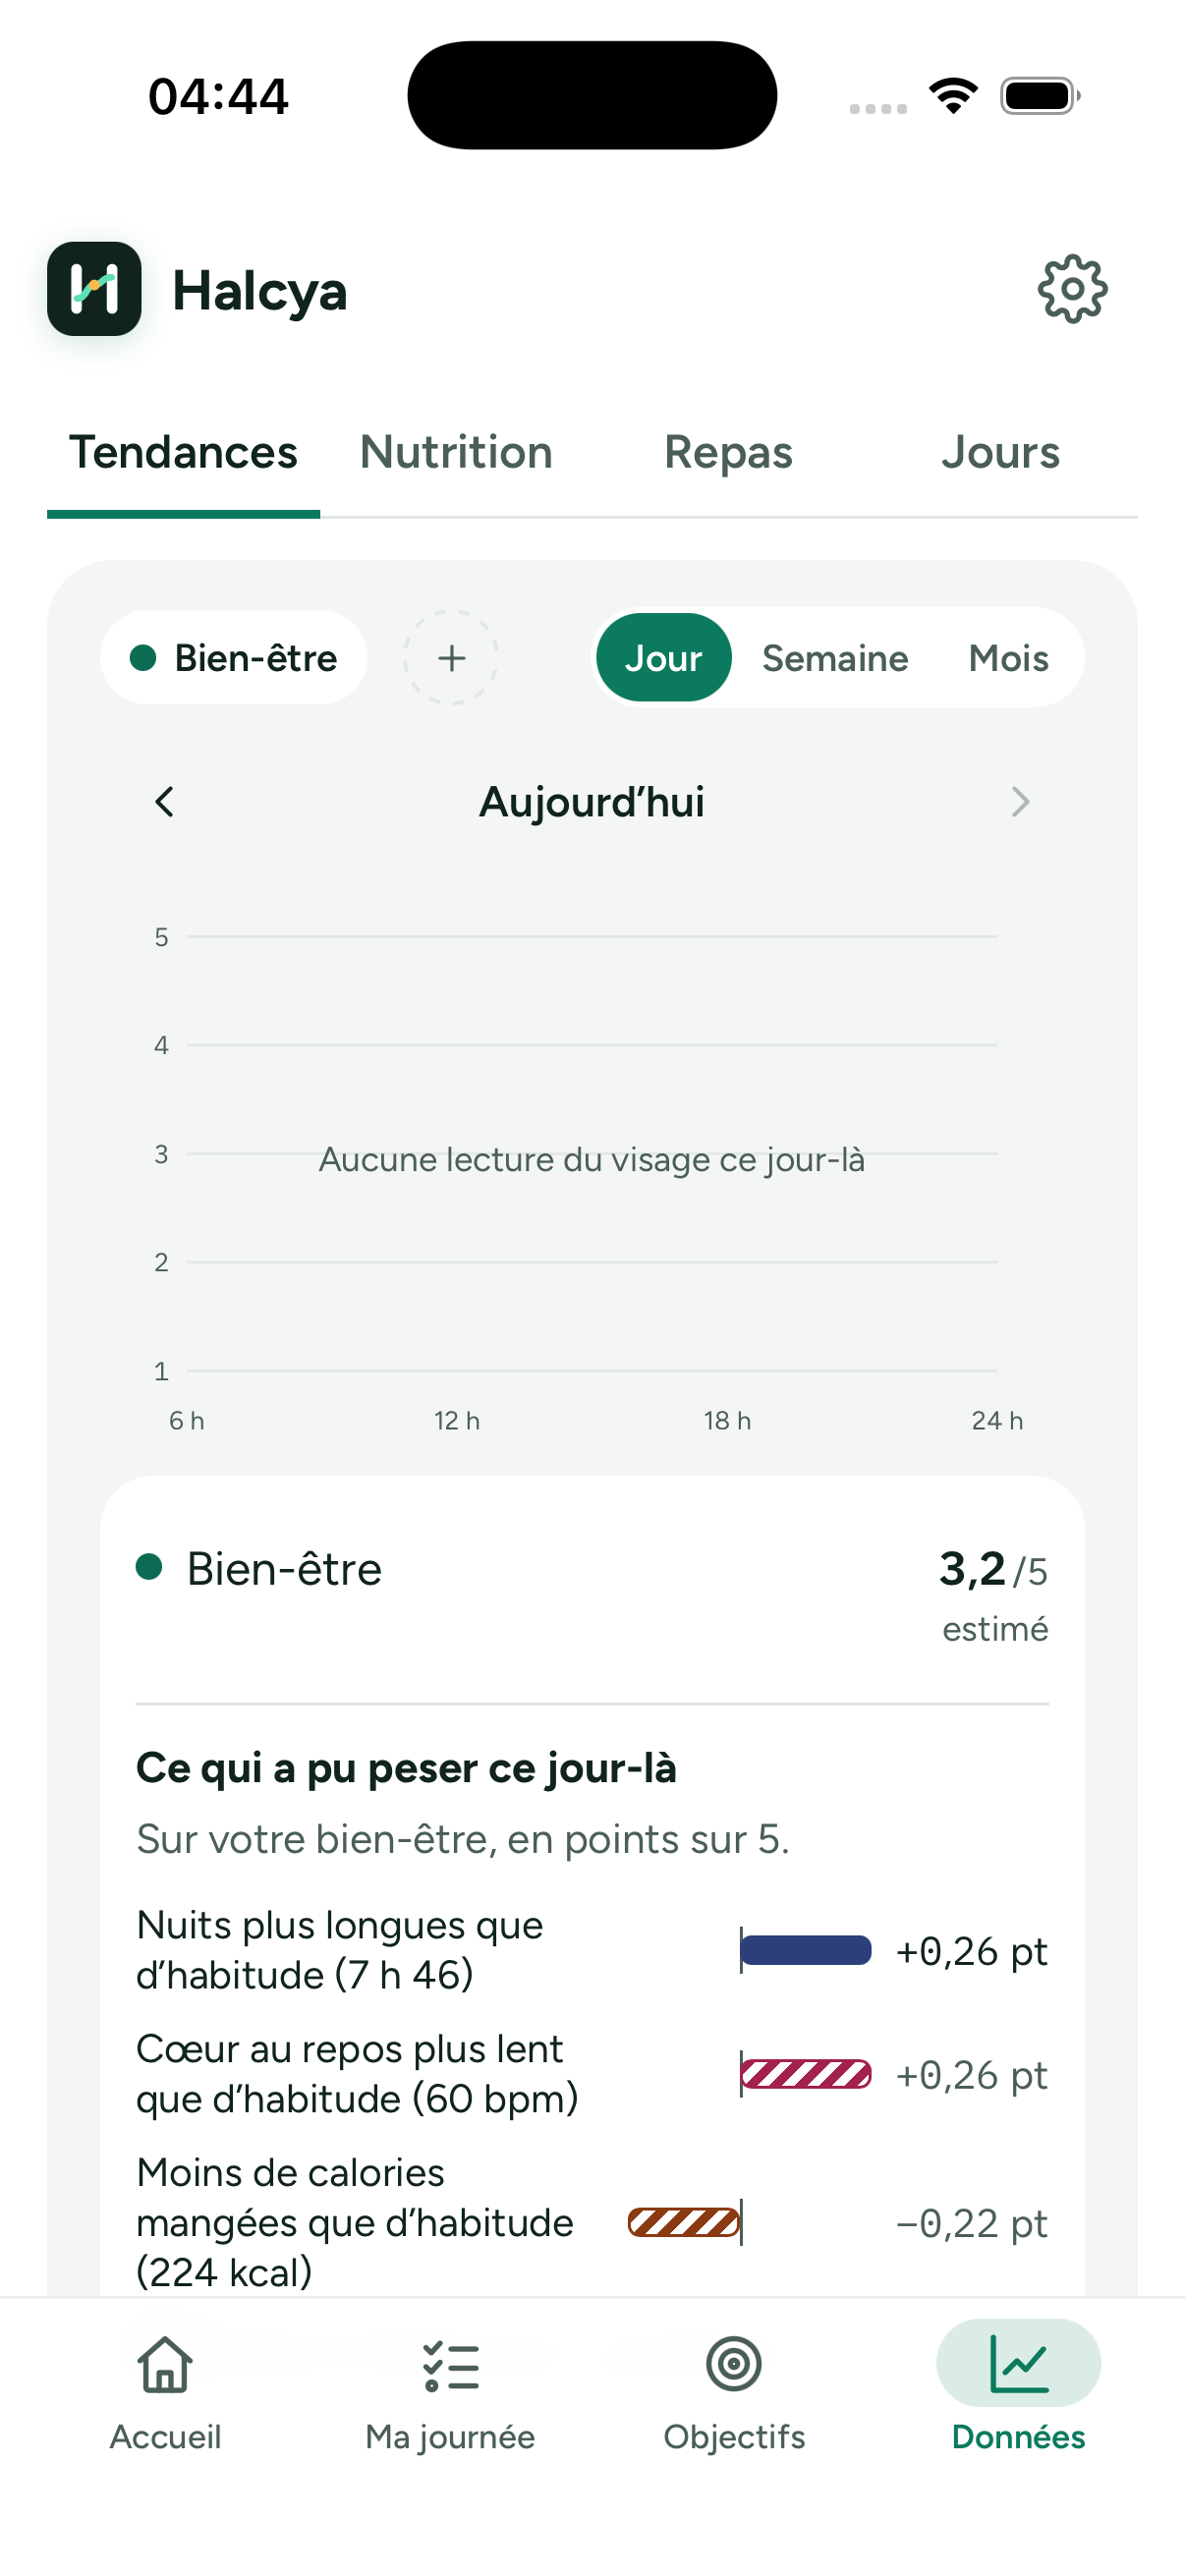 04:44
Halcya
Tendances Nutrition Repas Jours
Bien-être + Jour Semaine Mois
Aujourd’hui
5
4
3
Aucune lecture du visage ce jour-là
2
1
6 h 12 h 18 h 24 h
Bien-être 3,2 /5
estimé
Ce qui a pu peser ce jour-là
Sur votre bien-être, en points sur 5.
Nuits plus longues que
d’habitude (7 h 46)
+0,26 pt
Cœur au repos plus lent
que d’habitude (60 bpm)
+0,26 pt
Moins de calories
mangées que d’habitude
(224 kcal)
−0,22 pt
Accueil Ma journée Objectifs Données